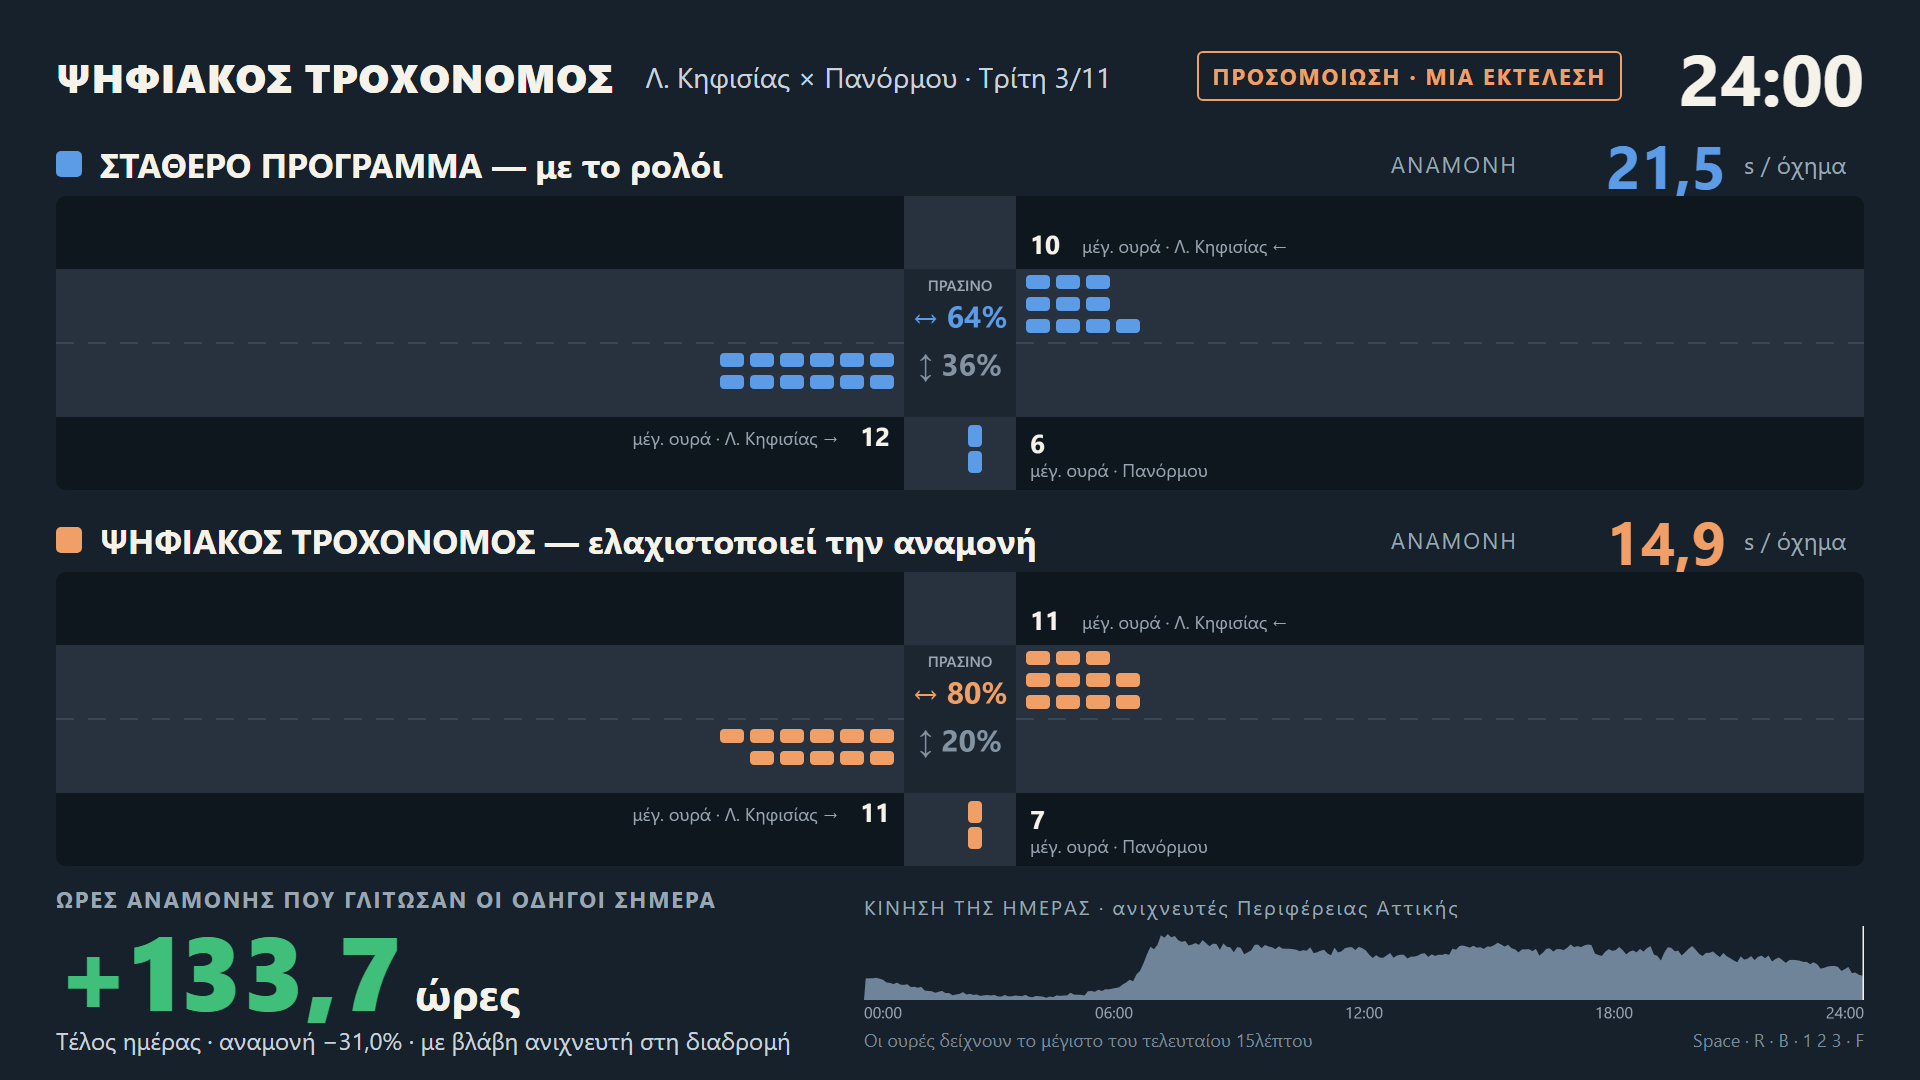 ΨΗΦΙΑΚΟΣ ΤΡΟΧΟΝΟΜΟΣ Λ. Κηφισίας × Πανόρμου · Τρίτη 3/11 ΠΡΟΣΟΜΟΙΩΣΗ · ΜΙΑ ΕΚΤΕΛΕΣΗ 24:00
ΣΤΑΘΕΡΟ ΠΡΟΓΡΑΜΜΑ — με το ρολόι ΑΝΑΜΟΝΗ 21,5 s / όχημα
10 μέγ. ουρά · Λ. Κηφισίας ←
ΠΡΑΣΙΝΟ
↔ 64%
↕ 36%
μέγ. ουρά · Λ. Κηφισίας → 12
6
μέγ. ουρά · Πανόρμου
ΨΗΦΙΑΚΟΣ ΤΡΟΧΟΝΟΜΟΣ — ελαχιστοποιεί την αναμονή ΑΝΑΜΟΝΗ 14,9 s / όχημα
11 μέγ. ουρά · Λ. Κηφισίας ←
ΠΡΑΣΙΝΟ
↔ 80%
↕ 20%
μέγ. ουρά · Λ. Κηφισίας → 11
7
μέγ. ουρά · Πανόρμου
ΩΡΕΣ ΑΝΑΜΟΝΗΣ ΠΟΥ ΓΛΙΤΩΣΑΝ ΟΙ ΟΔΗΓΟΙ ΣΗΜΕΡΑ
+133,7 ώρες
Τέλος ημέρας · αναμονή −31,0% · με βλάβη ανιχνευτή στη διαδρομή
ΚΙΝΗΣΗ ΤΗΣ ΗΜΕΡΑΣ · ανιχνευτές Περιφέρειας Αττικής
00:00 06:00 12:00 18:00 24:00
Οι ουρές δείχνουν το μέγιστο του τελευταίου 15λέπτου Space · R · B · 1 2 3 · F